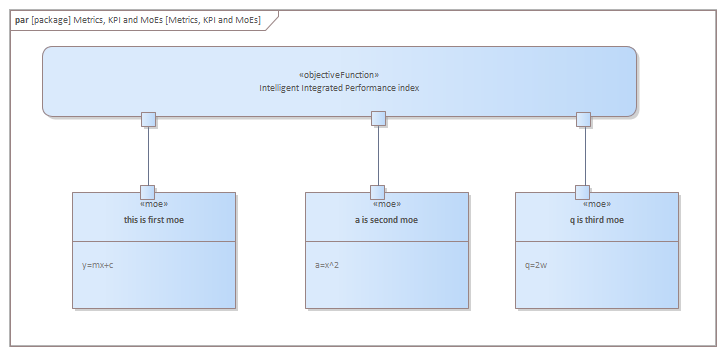 par [package] Metrics, KPI and MoEs [Metrics, KPI and MoEs]
«objectiveFunction»
Intelligent Integrated Performance index
«moe»
this is first moe
y=mx+c
«moe»
a is second moe
a=x^2
«moe»
q is third moe
q=2w